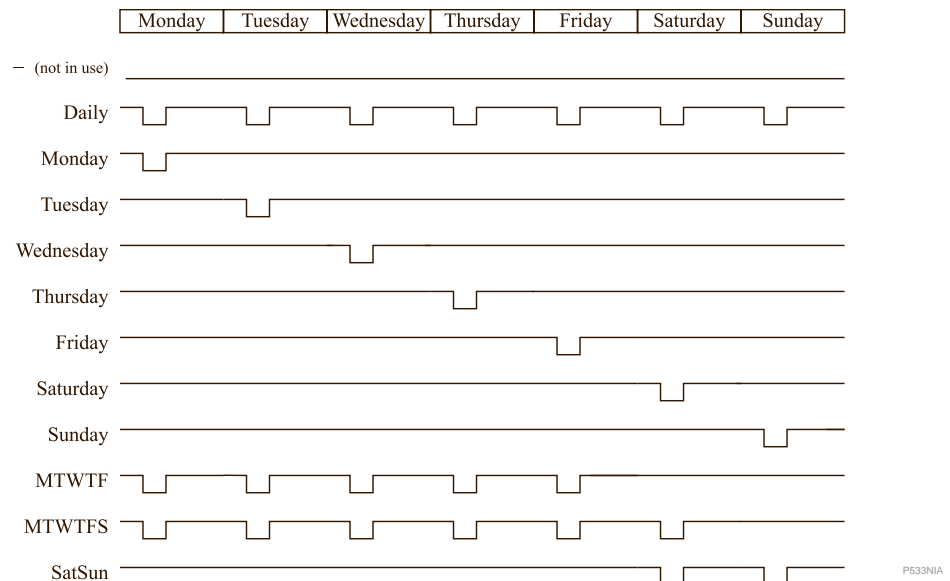 Monday Tuesday Wednesday Thursday Friday Saturday Sunday
— (not in use)
Daily
Monday
Tuesday
Wednesday
Thursday
Friday
Saturday
Sunday
MTWTF
MTWTFS
SatSun
P533NIA